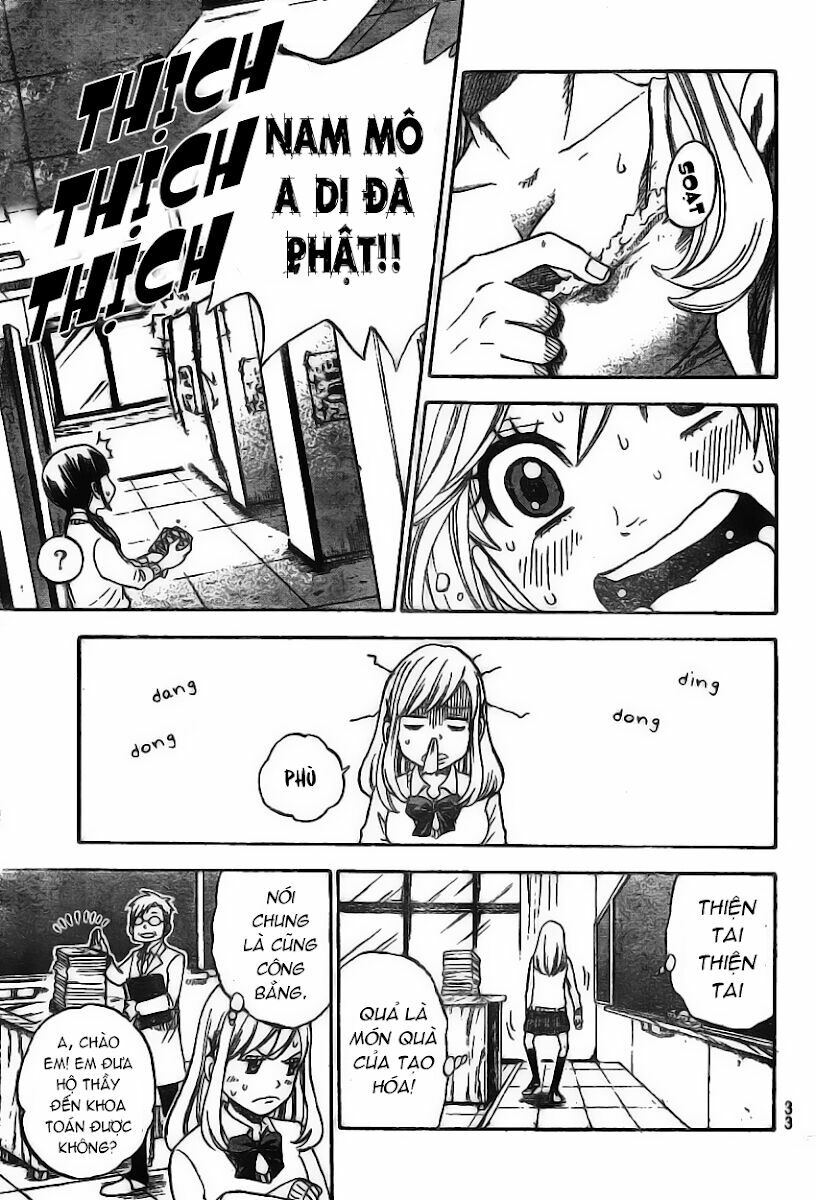 SOẠT
NAM MÔ
A DI ĐÀ
PHẬT!!
THỊCH
THỊCH
THỊCH
?
ding
dong
PHÙ
dang
dong
THIỆN
TAI
THIỆN
TAI
QUẢ LÀ
MÓN QUÀ
CỦA TẠO
HÓA!
NÓI
CHUNG
LÀ CŨNG
CÔNG
BẰNG.
A, CHÀO
EM! EM ĐƯA
HỘ THẦY
ĐẾN KHOA
TOÁN ĐƯỢC
KHÔNG?
33